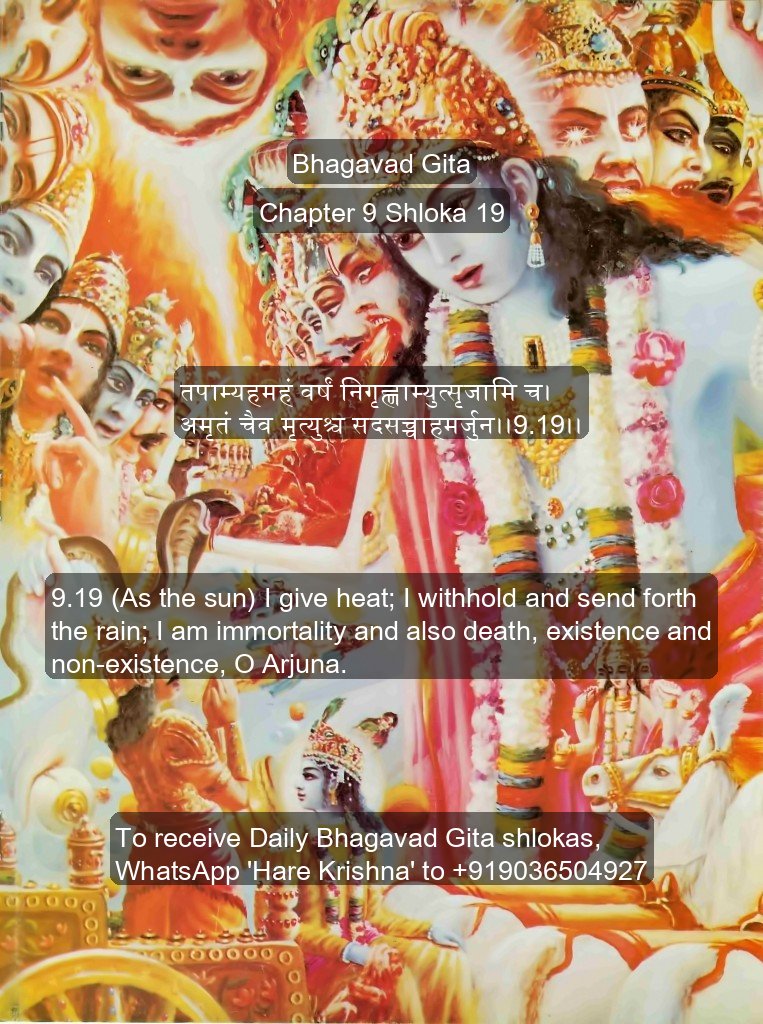 Bhagavad Gita
Chapter 9 Shloka 19
तपाम्यहमहं वर्षं निगृह्णाम्युत्सृजामि च।
अमृतं चैव मृत्युश्च सदसच्चाहमर्जुन।।9.19।।
9.19 (As the sun) I give heat; I withhold and send forth
the rain; I am immortality and also death, existence and
non-existence, O Arjuna.
To receive Daily Bhagavad Gita shlokas,
WhatsApp 'Hare Krishna' to +919036504927